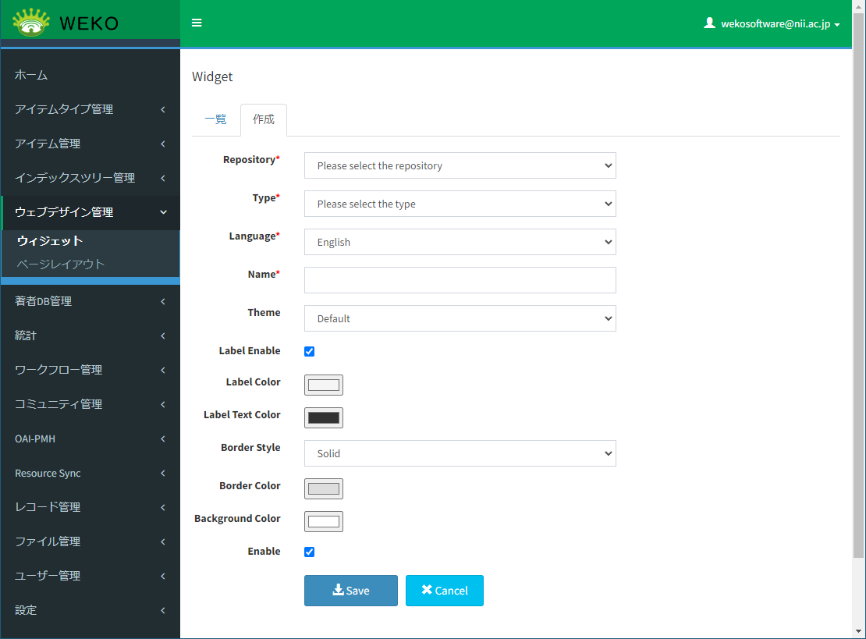 WEKO
wekosoftware@nii.ac.jp
ホーム
アイテムタイプ管理
アイテム管理
インデックスツリー管理
ウェブデザイン管理
ウィジェット
ページレイアウト
著者DB管理
統計
ワークフロー管理
コミュニティ管理
OAI-PMH
Resource Sync
レコード管理
ファイル管理
ユーザー管理
設定
Widget
一覧 作成
Repository* Please select the repository
Type* Please select the type
Language* English
Name*
Theme Default
Label Enable
Label Color
Label Text Color
Border Style Solid
Border Color
Background Color
Enable
Save Cancel